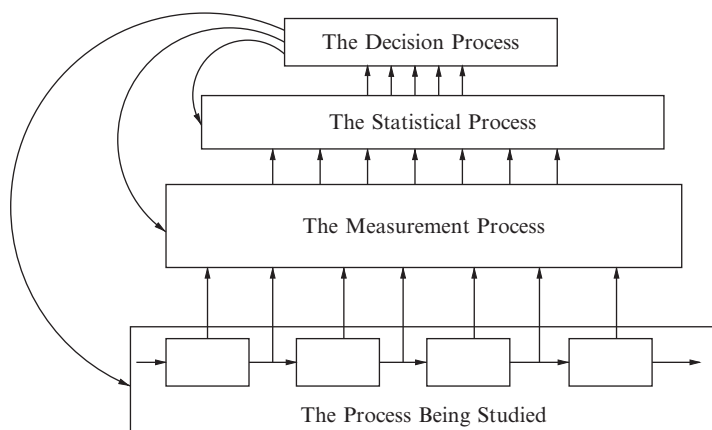 The Decision Process
The Statistical Process
The Measurement Process
The Process Being Studied